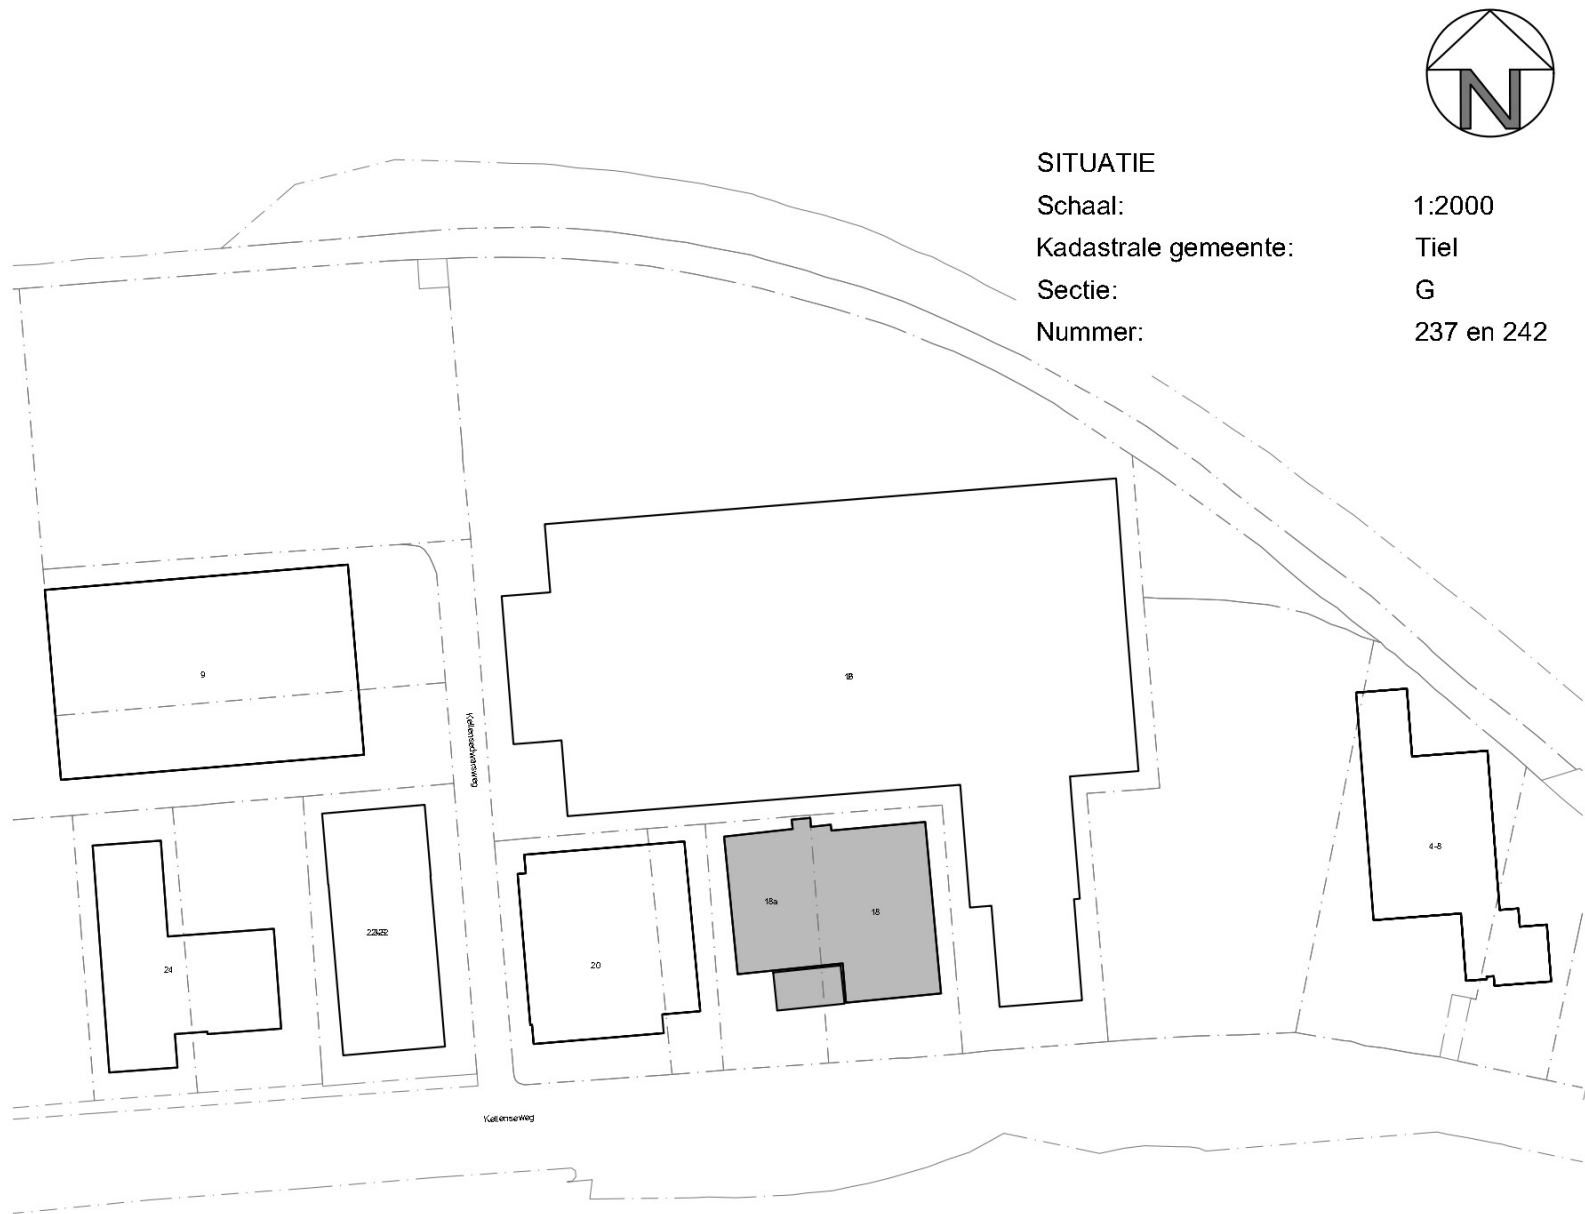 N
SITUATIE
Schaal: 1:2000
Kadastrale gemeente: Tiel
Sectie: G
Nummer: 237 en 242
9
Kellensedwarsweg
4-8
18a
18
20
24
Kellenseweg